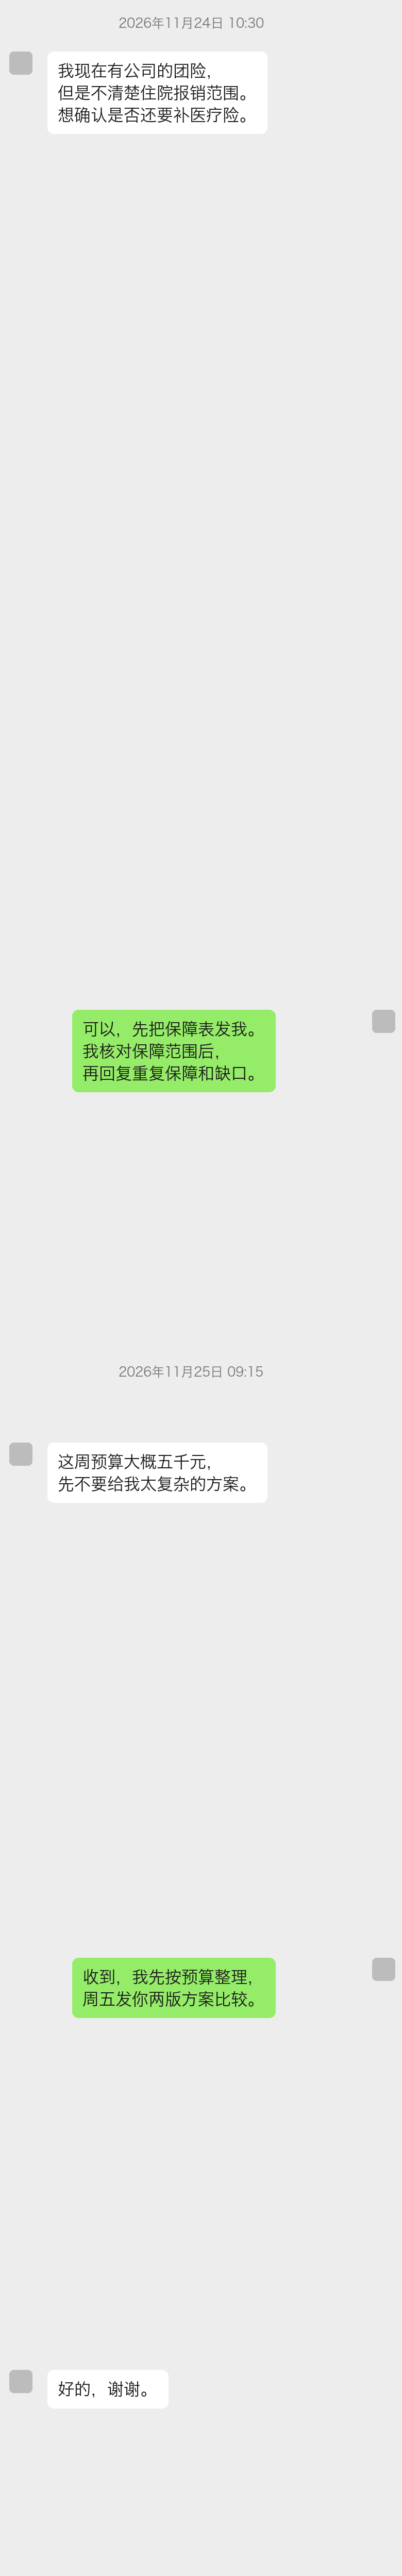 2026年11月24日 10:30
我现在有公司的团险，
但是不清楚住院报销范围。
想确认是否还要补医疗险。
可以，先把保障表发我。
我核对保障范围后，
再回复重复保障和缺口。
2026年11月25日 09:15
这周预算大概五千元，
先不要给我太复杂的方案。
收到，我先按预算整理，
周五发你两版方案比较。
好的，谢谢。